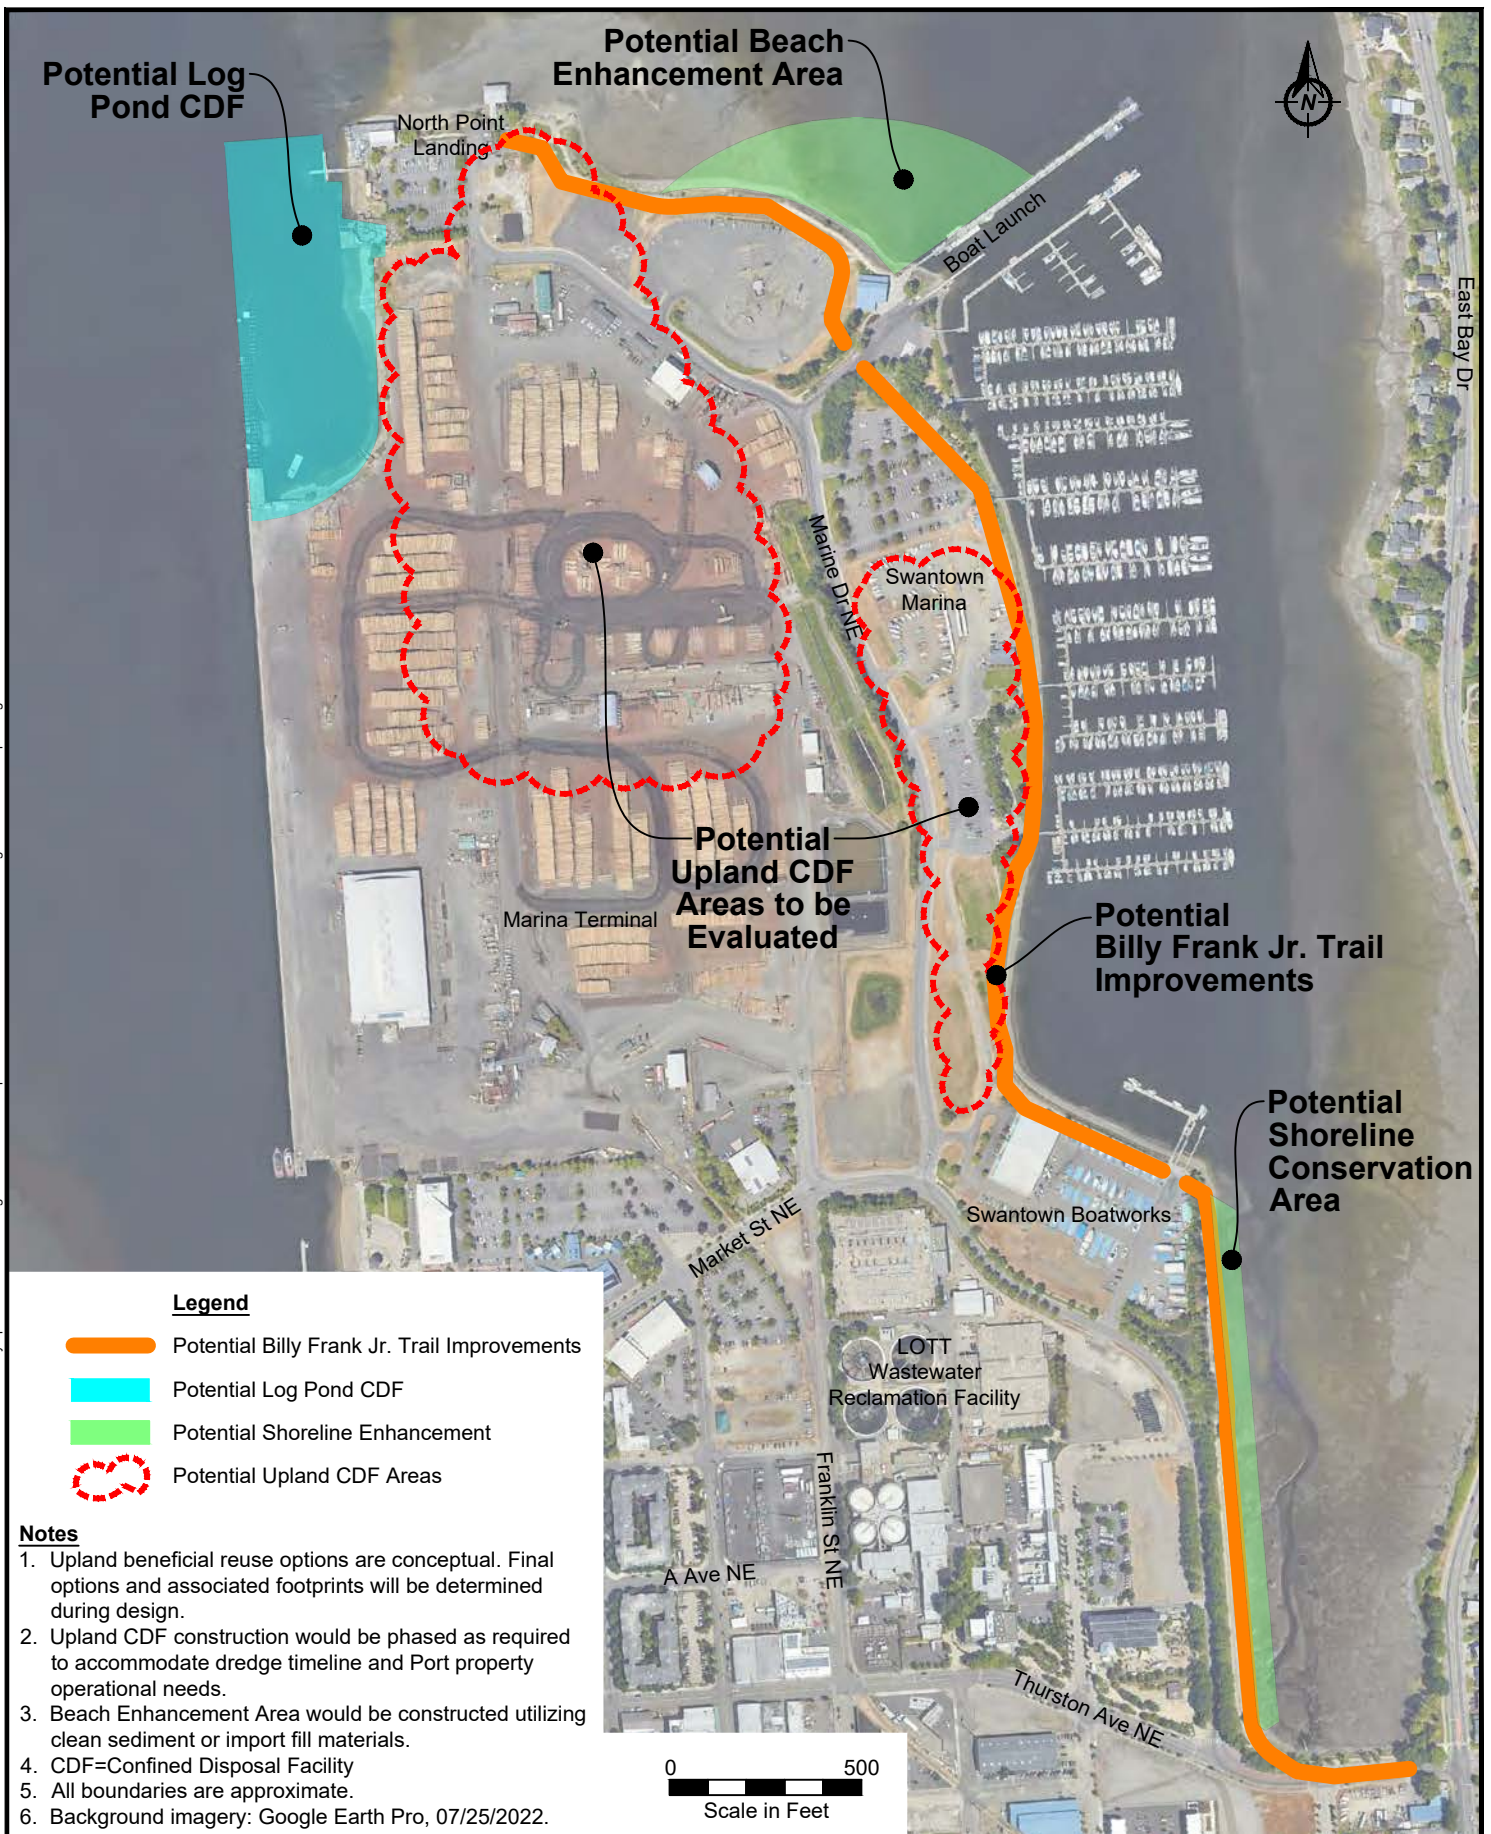 Potential Log
Pond CDF
Potential Beach
Enhancement Area
N
North Point
Landing
Boat Launch
East Bay Dr
Marine Dr NE
Swantown
Marina
Potential
Upland CDF
Areas to be
Evaluated
Marina Terminal
Potential
Billy Frank Jr. Trail
Improvements
Potential
Shoreline
Conservation
Area
Market St NE
Swantown Boatworks
LOTT
Wastewater
Reclamation Facility
Franklin St NE
A Ave NE
Thurston Ave NE
Legend
Potential Billy Frank Jr. Trail Improvements
Potential Log Pond CDF
Potential Shoreline Enhancement
Potential Upland CDF Areas
Notes
1. Upland beneficial reuse options are conceptual. Final
options and associated footprints will be determined
during design.
2. Upland CDF construction would be phased as required
to accommodate dredge timeline and Port property
operational needs.
3. Beach Enhancement Area would be constructed utilizing
clean sediment or import fill materials.
4. CDF=Confined Disposal Facility
5. All boundaries are approximate.
6. Background imagery: Google Earth Pro, 07/25/2022.
0 500
Scale in Feet